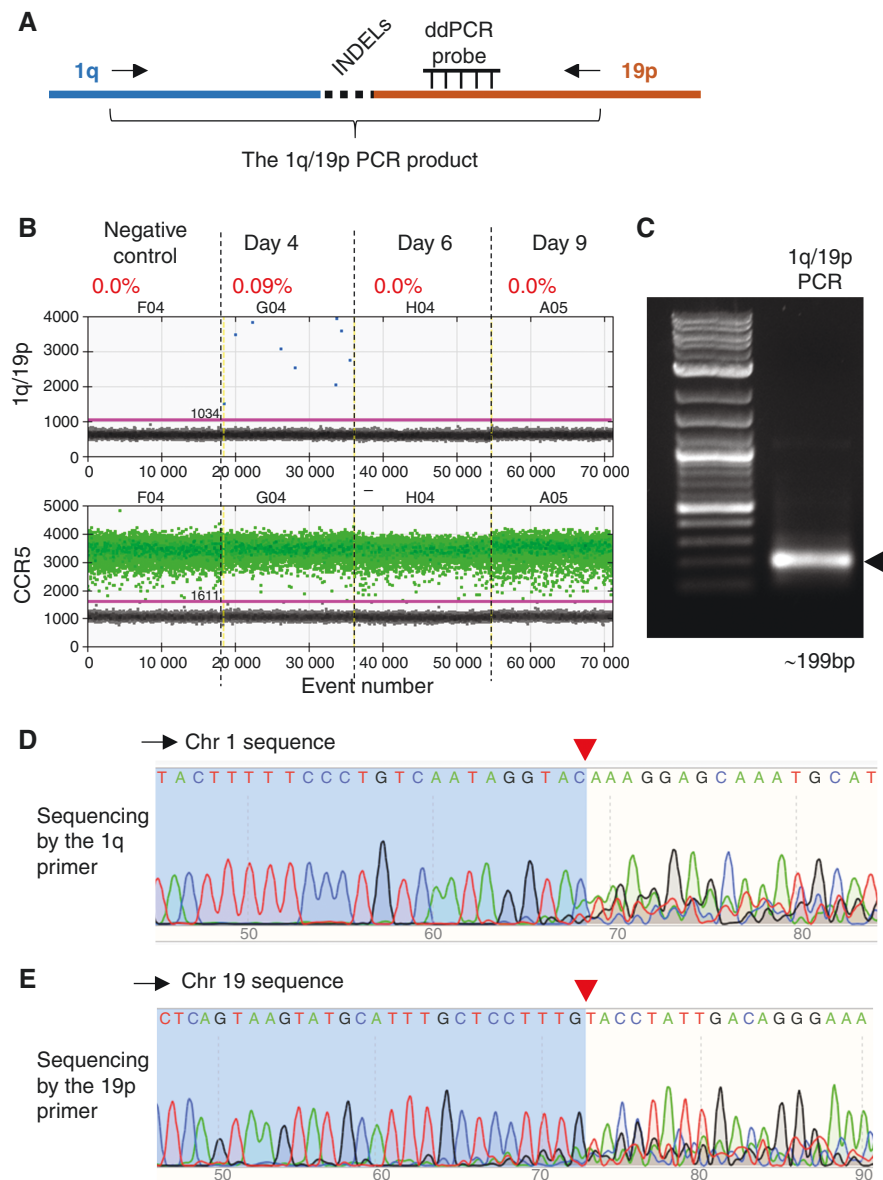 A
1q
INDELs
ddPCR
probe
19p
The 1q/19p PCR product
B
Negative
control
Day 4
Day 6
Day 9
0.0%
0.09%
0.0%
0.0%
F04
G04
H04
A05
1q/19p
4000
3000
2000
1000
0
1034
0
10 000
20 000
30 000
40 000
50 000
60 000
70 000
F04
G04
H04
A05
CCR5
5000
4000
3000
2000
1000
0
1611
0
10 000
20 000
30 000
40 000
50 000
60 000
70 000
Event number
C
1q/19p
PCR
~199bp
D
Chr 1 sequence
Sequencing
by the 1q
primer
T A C T T T T T C C C T G T C A A T A G G T A C A A A G G A G C A A A T G C A T
50
60
70
80
E
Chr 19 sequence
Sequencing
by the 19p
primer
C T C A G T A A G T A T G C A T T T G C T C C T T T G T A C C T A T T G A C A G G G A A A
50
60
70
80
90